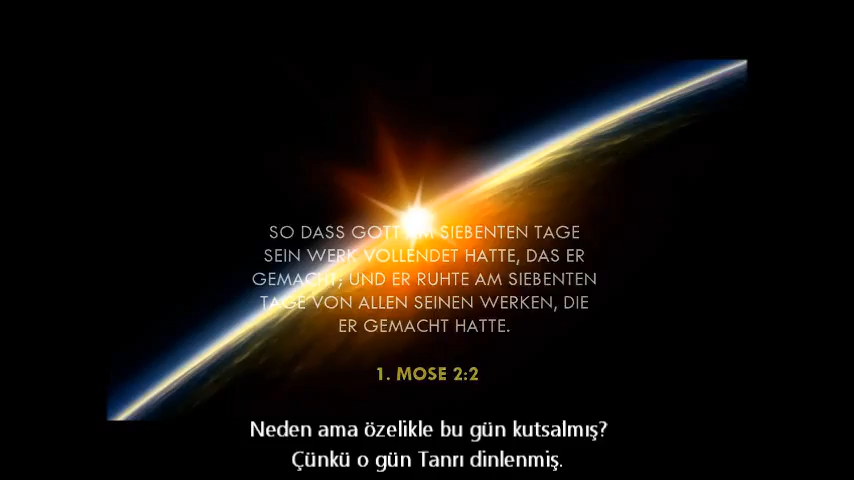 SO DASS GOTT AM SIEBENTEN TAGE
SEIN WERK VOLLENDET HATTE, DAS ER
GEMACHT; UND ER RUHTE AM SIEBENTEN
TAGE VON ALLEN SEINEN WERKEN, DIE
ER GEMACHT HATTE.
1. MOSE 2:2
Neden ama özelikle bu gün kutsalmış?
Çünkü o gün Tanrı dinlenmiş.